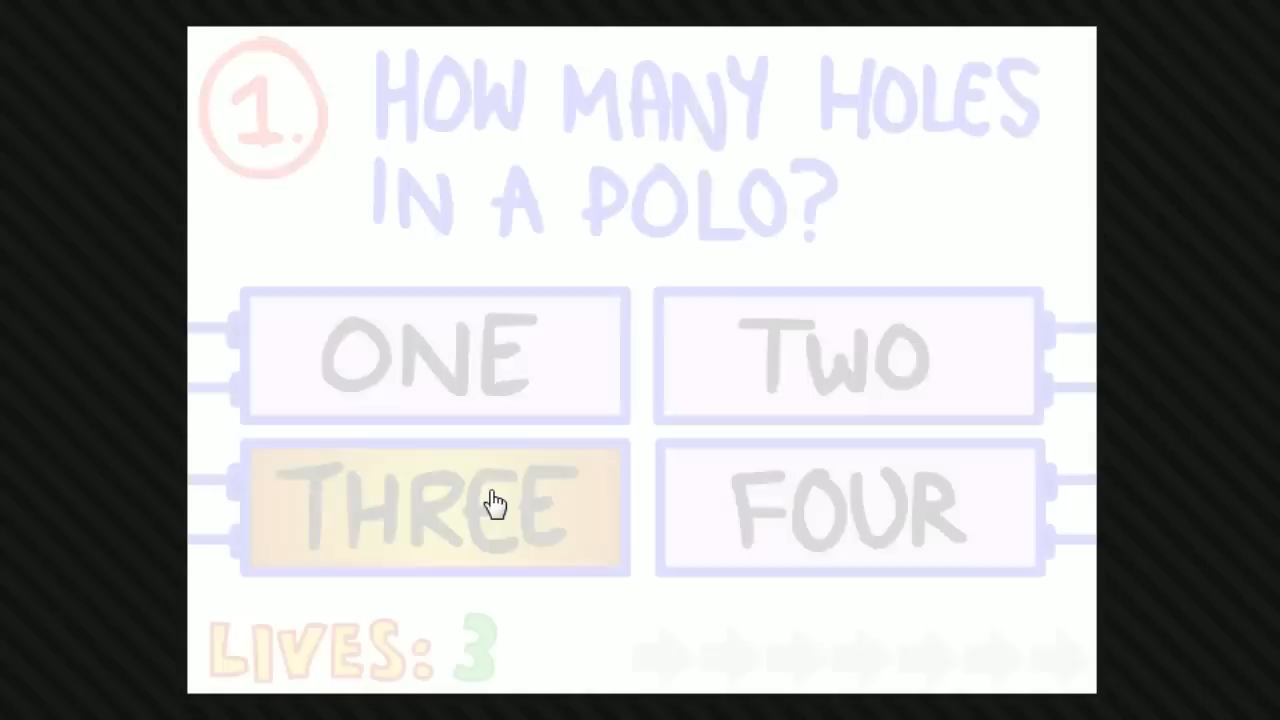 1. HOW MANY HOLES
IN A POLO?
ONE
TWO
THREE
FOUR
LIVES: 3